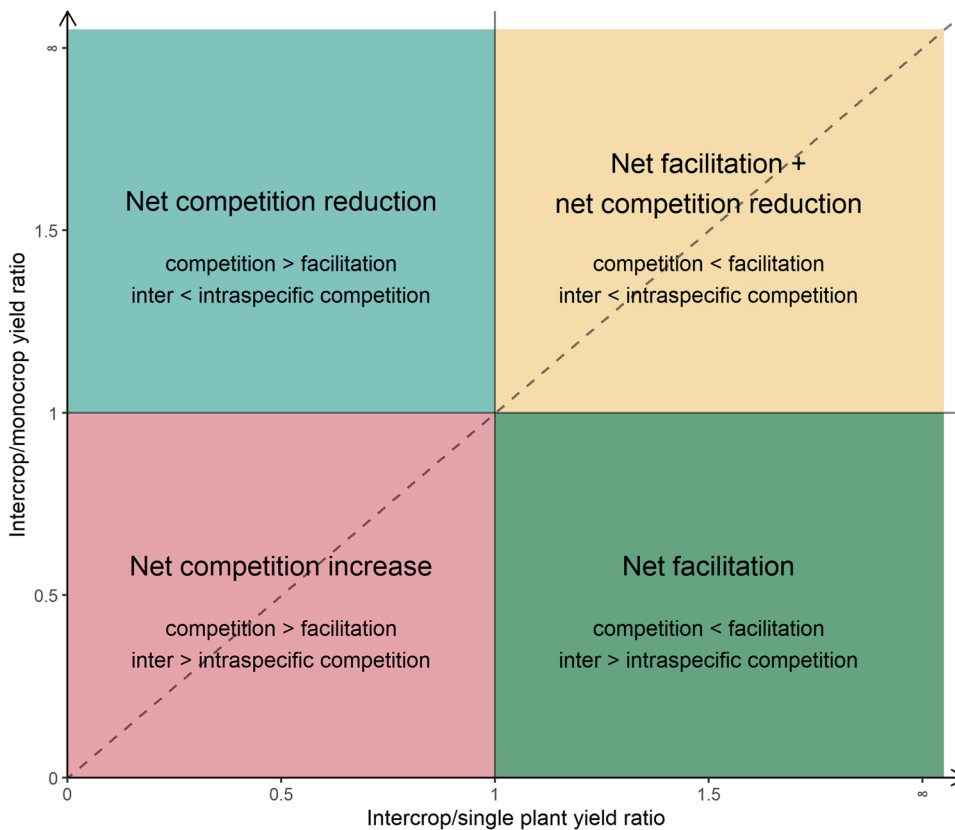 ∞
Net competition reduction
competition > facilitation
inter < intraspecific competition
Net facilitation +
net competition reduction
competition < facilitation
inter < intraspecific competition
1.5
1
Intercrop/monocrop yield ratio
Net competition increase
competition > facilitation
inter > intraspecific competition
Net facilitation
competition < facilitation
inter > intraspecific competition
0.5
0
0
0.5
1
1.5
∞
Intercrop/single plant yield ratio